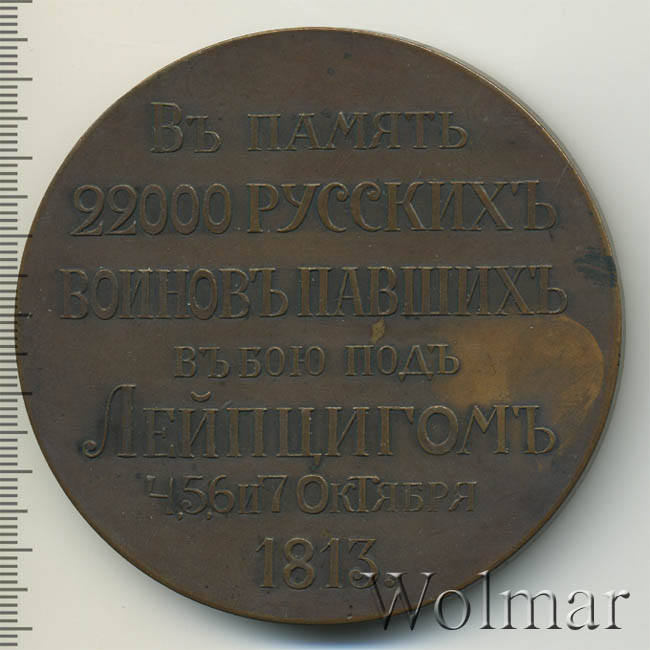 Въ память
22000 русскихъ
воиновъ павшихъ
въ бою подъ
Лейпцигомъ
4,5,6 и 7 Октября
1813.
Wolmar